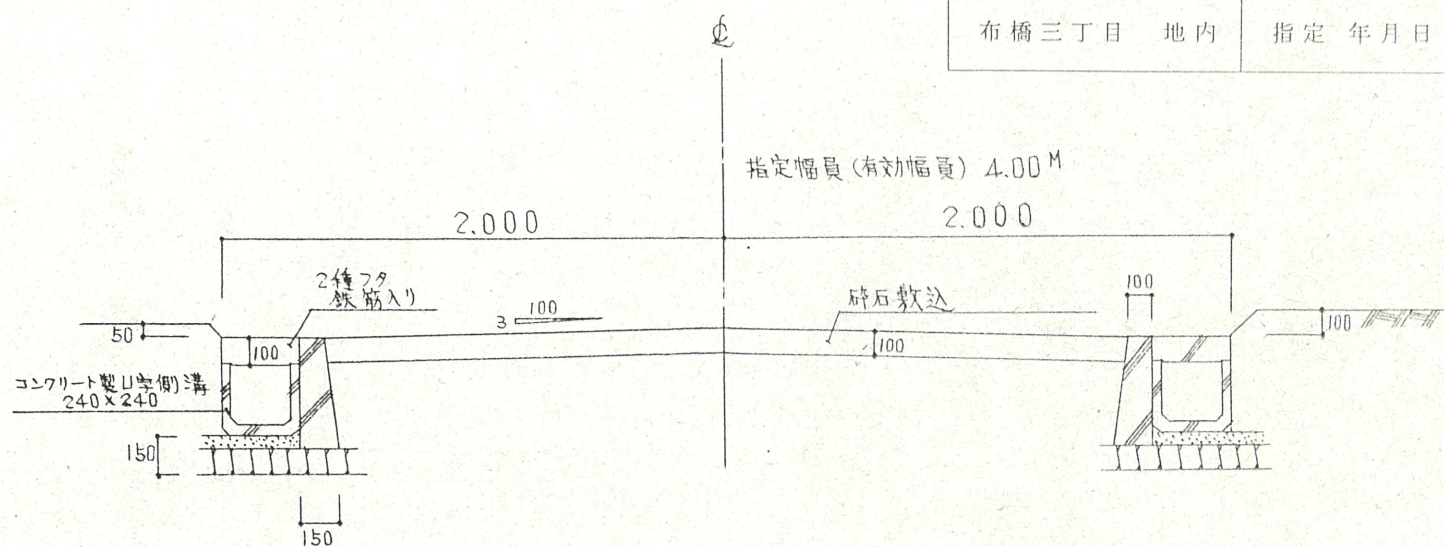 布橋三丁目 地内 指定 年月日
℄
指定幅員(有効幅員) 4.00M
2.000 2.000
2種フタ
鉄筋入り
砕石敷込
100
3 100
50
100
100
100
コンクリート製U字側溝
240×240
150
150